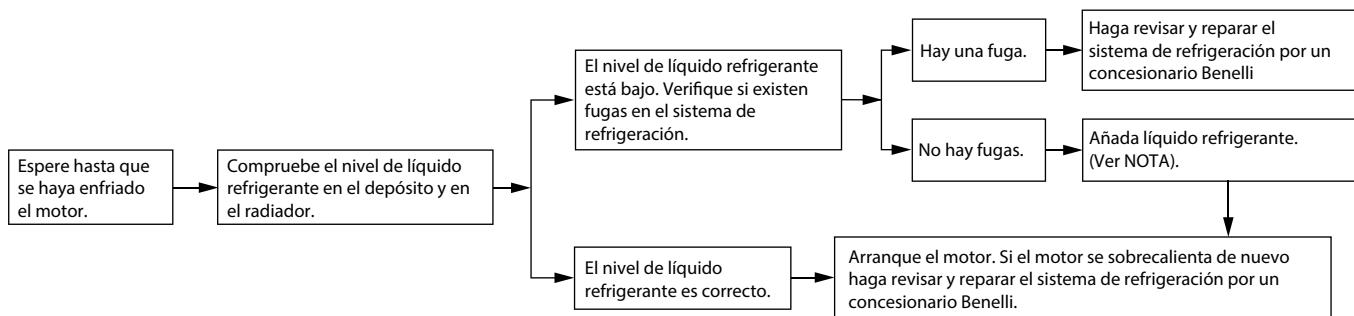 Espere hasta que
se haya enfriado
el motor.
Compruebe el nivel de líquido
refrigerante en el depósito y en
el radiador.
El nivel de líquido refrigerante
está bajo. Verifique si existen
fugas en el sistema de
refrigeración.
Hay una fuga.
Haga revisar y reparar el
sistema de refrigeración por un
concesionario Benelli
No hay fugas.
Añada líquido refrigerante.
(Ver NOTA).
El nivel de líquido
refrigerante es correcto.
Arranque el motor. Si el motor se sobrecalienta de nuevo
haga revisar y reparar el sistema de refrigeración por un
concesionario Benelli.